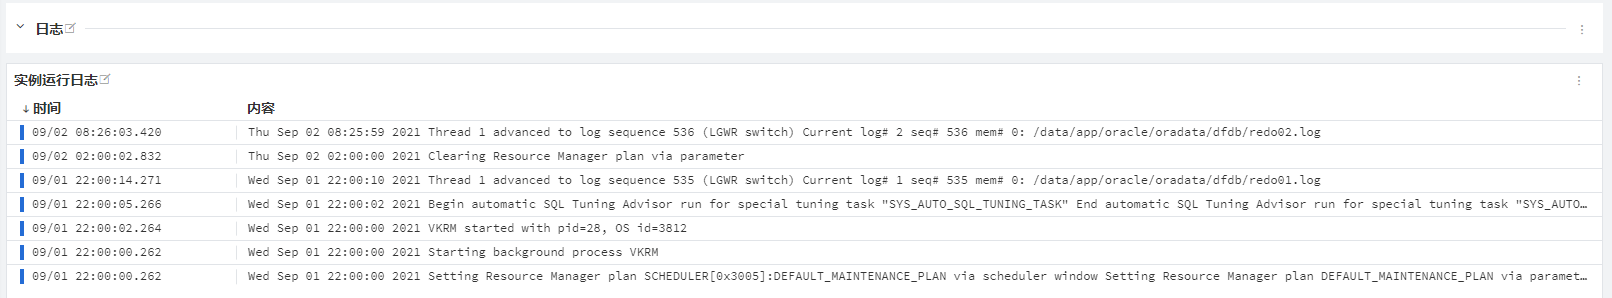 日志
实例运行日志
时间 内容
09/02 08:26:03.420 Thu Sep 02 08:25:59 2021 Thread 1 advanced to log sequence 536 (LGWR switch) Current log# 2 seq# 536 mem# 0: /data/app/oracle/oradata/dfdb/redo02.log
09/02 02:00:02.832 Thu Sep 02 02:00:00 2021 Clearing Resource Manager plan via parameter
09/01 22:00:14.271 Wed Sep 01 22:00:10 2021 Thread 1 advanced to log sequence 535 (LGWR switch) Current log# 1 seq# 535 mem# 0: /data/app/oracle/oradata/dfdb/redo01.log
09/01 22:00:05.266 Wed Sep 01 22:00:02 2021 Begin automatic SQL Tuning Advisor run for special tuning task "SYS_AUTO_SQL_TUNING_TASK" End automatic SQL Tuning Advisor run for special tuning task "SYS_AUTO…
09/01 22:00:02.264 Wed Sep 01 22:00:00 2021 VKRM started with pid=28, OS id=3812
09/01 22:00:00.262 Wed Sep 01 22:00:00 2021 Starting background process VKRM
09/01 22:00:00.262 Wed Sep 01 22:00:00 2021 Setting Resource Manager plan SCHEDULER[0x3005]:DEFAULT_MAINTENANCE_PLAN via scheduler window Setting Resource Manager plan DEFAULT_MAINTENANCE_PLAN via paramet…